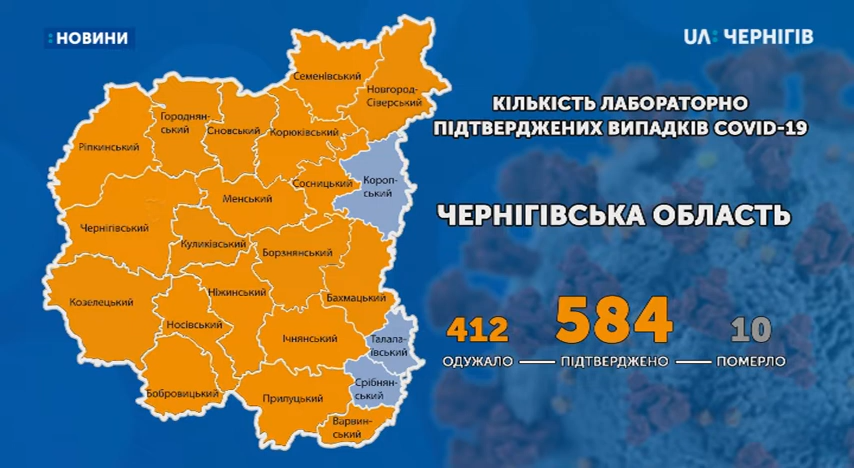 :НОВИНИ
UA: ЧЕРНІГІВ
КІЛЬКІСТЬ ЛАБОРАТОРНО
ПІДТВЕРДЖЕНИХ ВИПАДКІВ COVID-19
ЧЕРНІГІВСЬКА ОБЛАСТЬ
412
584
10
ОДУЖАЛО
ПІДТВЕРДЖЕНО
ПОМЕРЛО
Семенівський
Новгород-
Сіверський
Городнян-
ський
Сновський
Корюківський
Ріпкинський
Сосницький
Короп-
ський
Менський
Чернігівський
Куликівський
Борзнянський
Козелецький
Ніжинський
Бахмацький
Носівський
Ічнянський
Талала-
ївський
Срібнян-
ський
Бобровицький
Прилуцький
Варвин-
ський